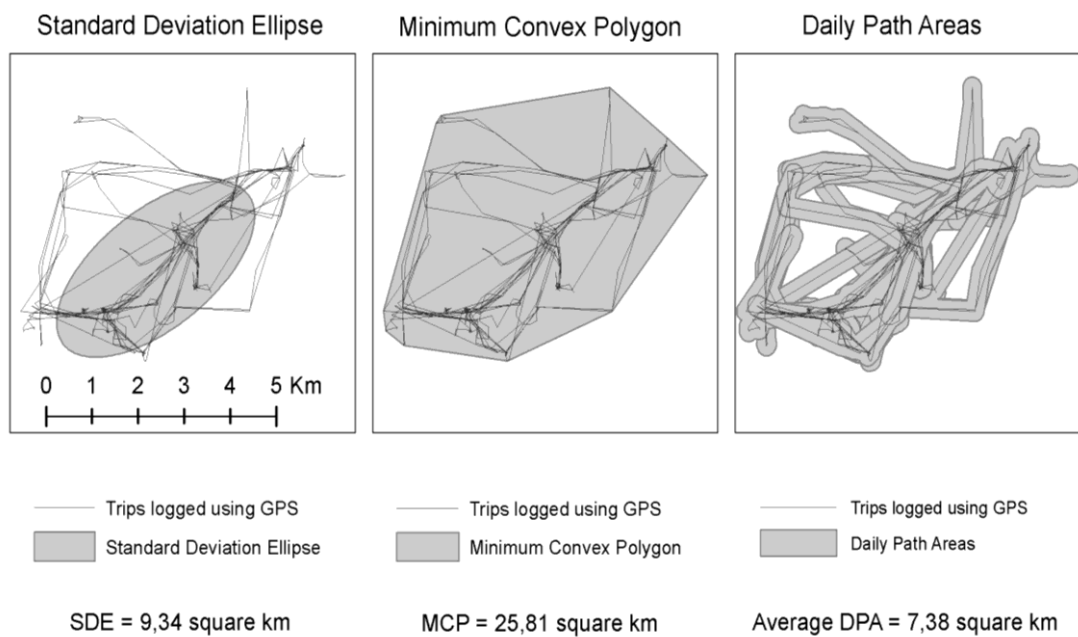 Standard Deviation Ellipse
Minimum Convex Polygon
Daily Path Areas
0 1 2 3 4 5 Km
Trips logged using GPS
Standard Deviation Ellipse
Trips logged using GPS
Minimum Convex Polygon
Trips logged using GPS
Daily Path Areas
SDE = 9,34 square km
MCP = 25,81 square km
Average DPA = 7,38 square km